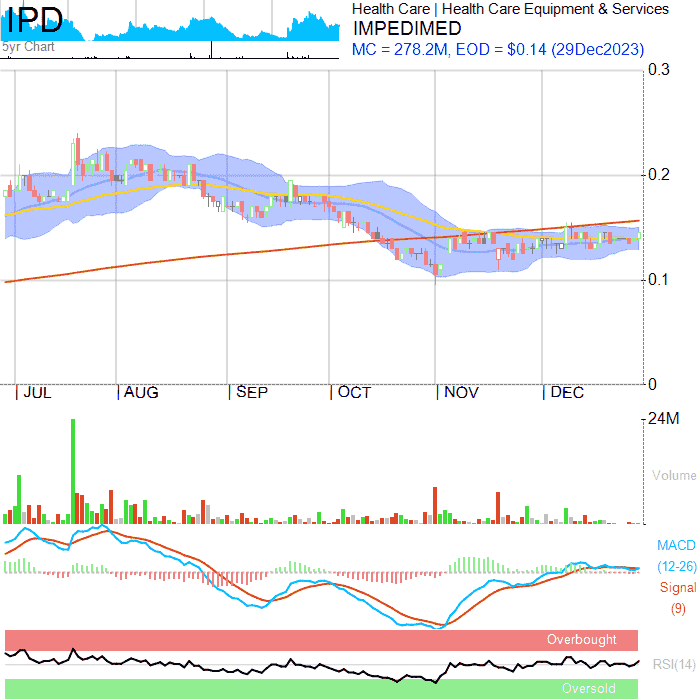 IPD
Health Care | Health Care Equipment & Services
IMPEDIMED
MC = 278.2M, EOD = $0.14 (29Dec2023)
5yr Chart
0.3
0.2
0.1
0
| JUL | AUG | SEP | OCT | NOV | DEC
24M
Volume
MACD
(12-26)
Signal
(9)
Overbought
RSI(14)
Oversold